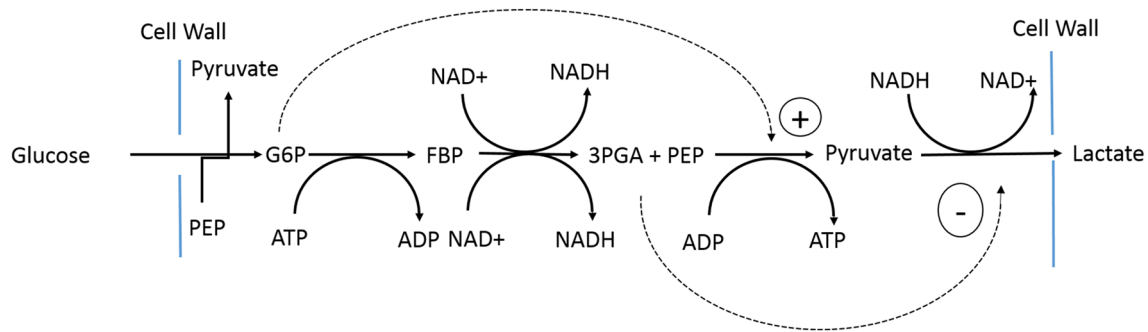 Cell Wall
Cell Wall
Pyruvate
NAD+
NADH
NADH
NAD+
+
Glucose
G6P
FBP
3PGA + PEP
Pyruvate
Lactate
PEP
ATP
ADP
NAD+
NADH
ADP
ATP
-